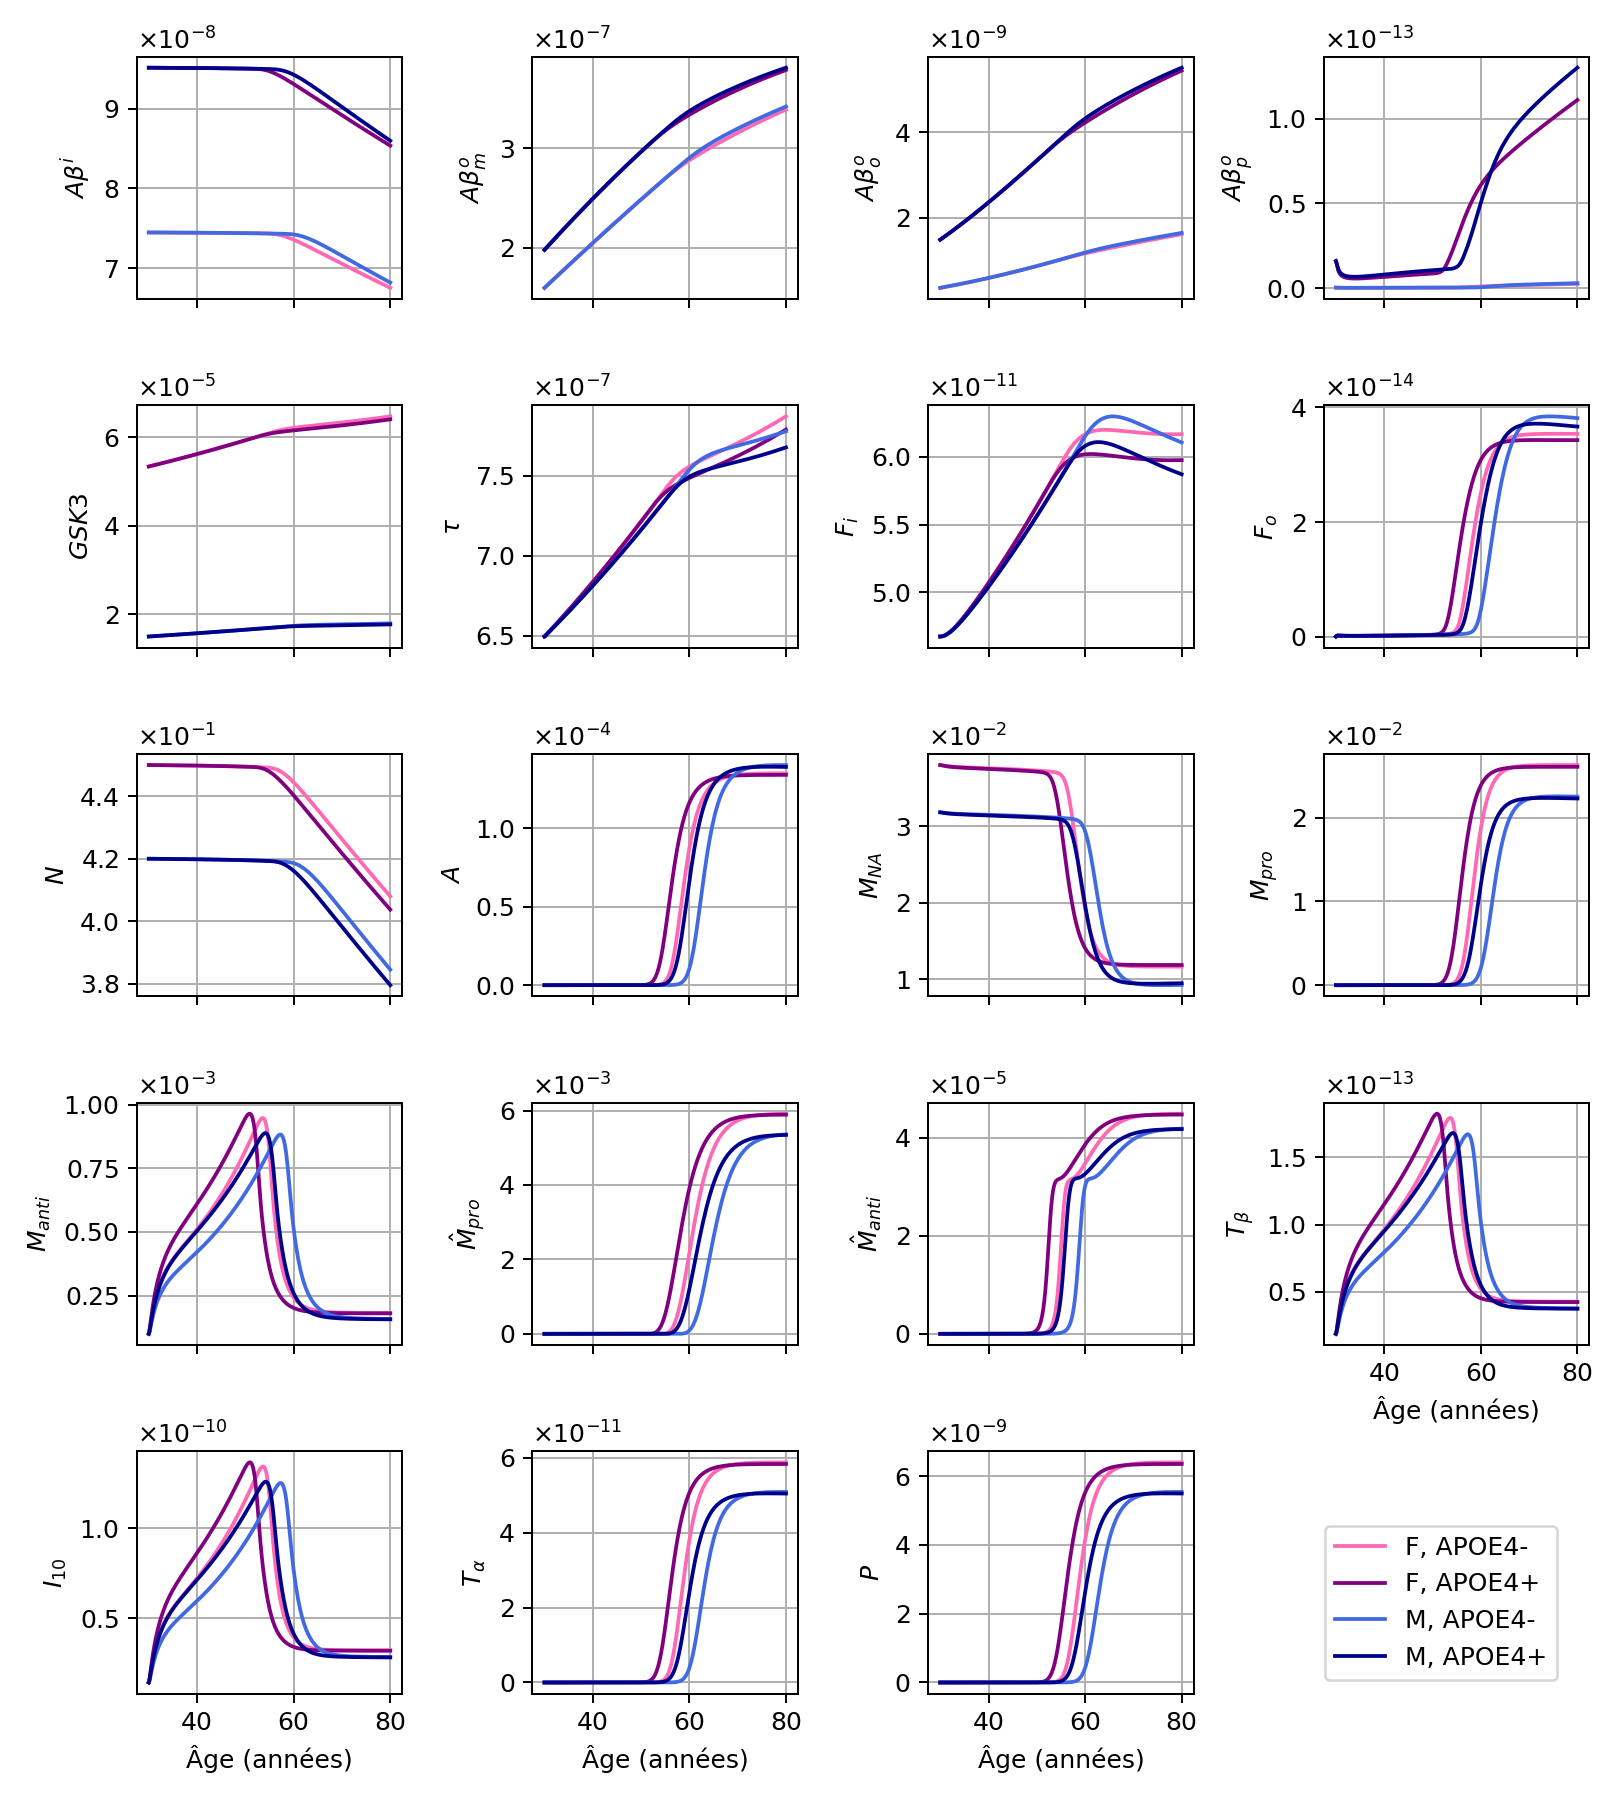 ×10⁻⁸ ×10⁻⁷ ×10⁻⁹ ×10⁻¹³
Aβⁱ 9 8 7
Aβₘᵒ 3 2
Aβₒᵒ 4 2
Aβₚᵒ 1.0 0.5 0.0
×10⁻⁵ ×10⁻⁷ ×10⁻¹¹ ×10⁻¹⁴
GSK3 6 4 2
τ 7.5 7.0 6.5
Fᵢ 6.0 5.5 5.0
Fₒ 4 2 0
×10⁻¹ ×10⁻⁴ ×10⁻² ×10⁻²
N 4.4 4.2 4.0 3.8
A 1.0 0.5 0.0
M_NA 3 2 1
M_pro 2 1 0
×10⁻³ ×10⁻³ ×10⁻⁵ ×10⁻¹³
M_anti 1.00 0.75 0.50 0.25
M̂_pro 6 4 2 0
M̂_anti 4 2 0
T_β 1.5 1.0 0.5
40 60 80
Âge (années)
×10⁻¹⁰ ×10⁻¹¹ ×10⁻⁹
I₁₀ 1.0 0.5
T_α 6 4 2 0
P 6 4 2 0
40 60 80 40 60 80 40 60 80
Âge (années) Âge (années) Âge (années)
F, APOE4-
F, APOE4+
M, APOE4-
M, APOE4+